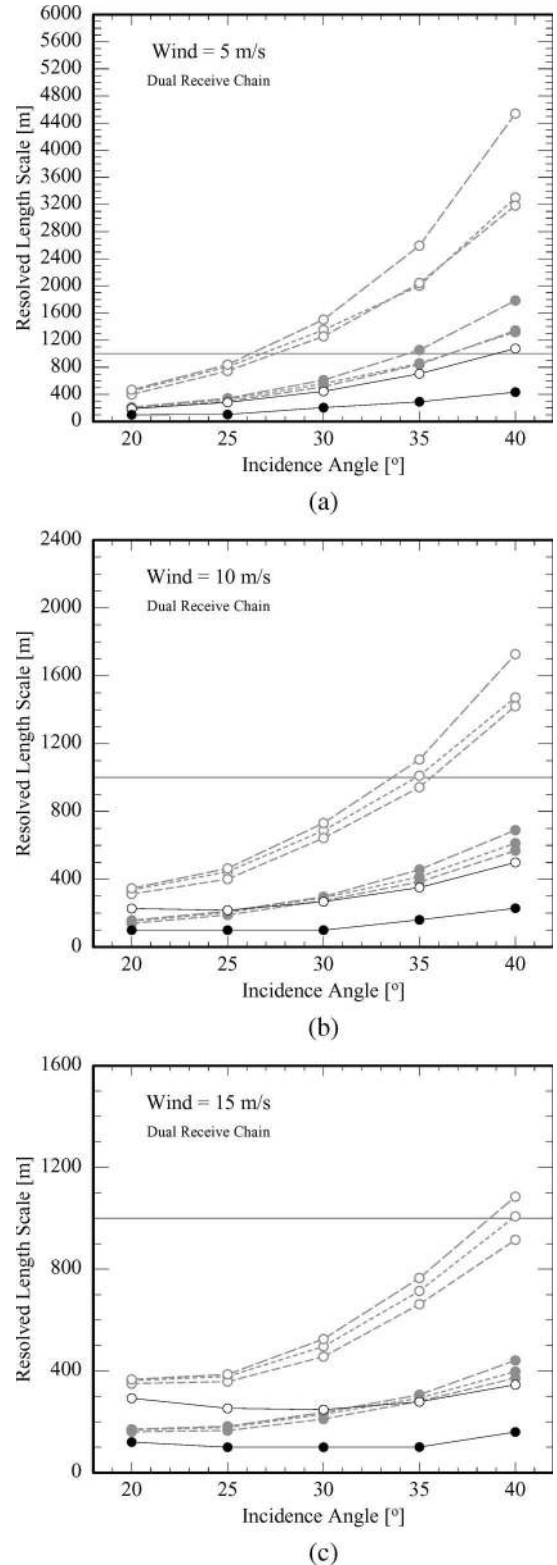 6000
5600
5200
4800
4400
4000
3600
3200
2800
2400
2000
1600
1200
800
400
0
Resolved Length Scale [m]
Wind = 5 m/s
Dual Receive Chain
20 25 30 35 40
Incidence Angle [º]
(a)
2400
2000
1600
1200
800
400
0
Resolved Length Scale [m]
Wind = 10 m/s
Dual Receive Chain
20 25 30 35 40
Incidence Angle [º]
(b)
1600
1200
800
400
0
Resolved Length Scale [m]
Wind = 15 m/s
Dual Receive Chain
20 25 30 35 40
Incidence Angle [º]
(c)